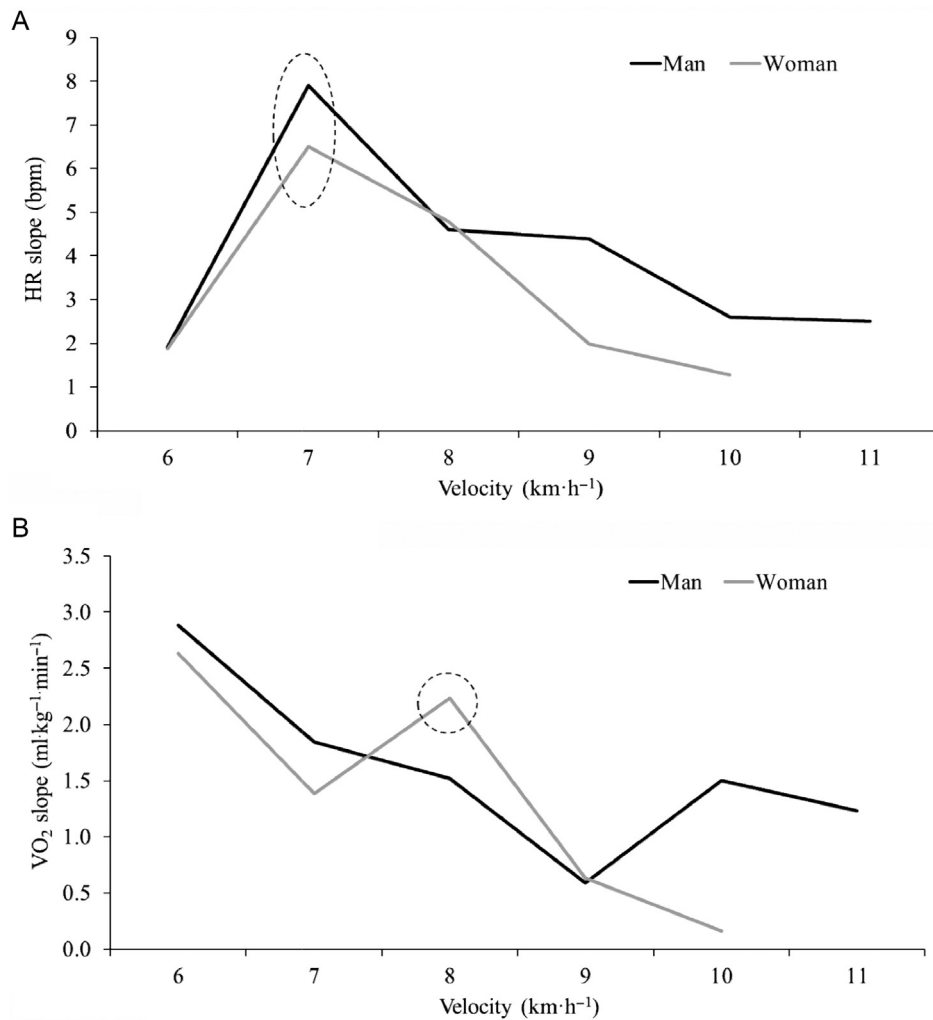 A
9
8
7
6
5
4
3
2
1
0
HR slope (bpm)
Man Woman
6 7 8 9 10 11
Velocity (km·h⁻¹)
B
3.5
3.0
2.5
2.0
1.5
1.0
0.5
0.0
VO₂ slope (ml·kg⁻¹·min⁻¹)
Man Woman
6 7 8 9 10 11
Velocity (km·h⁻¹)